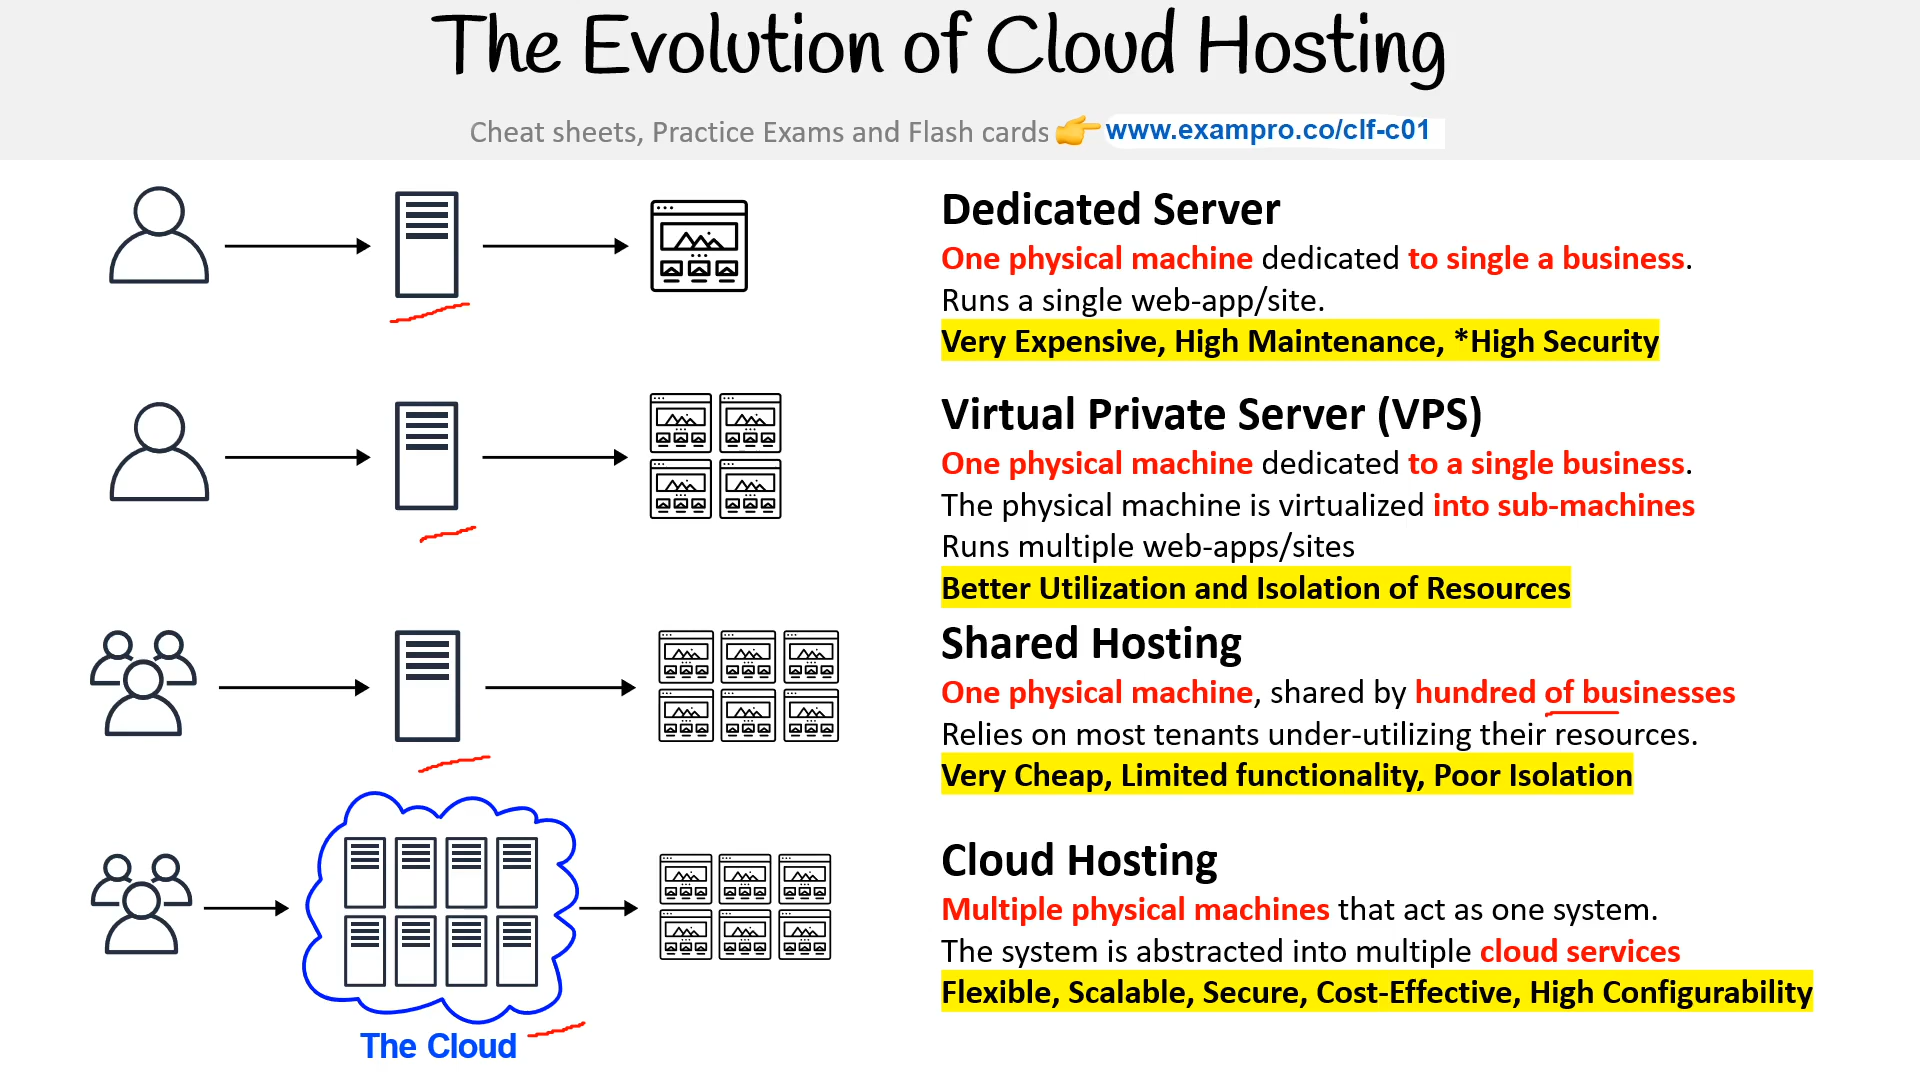 The Evolution of Cloud Hosting
Cheat sheets, Practice Exams and Flash cards 👉 www.exampro.co/clf-c01
Dedicated Server
One physical machine dedicated to single a business.
Runs a single web-app/site.
Very Expensive, High Maintenance, *High Security
Virtual Private Server (VPS)
One physical machine dedicated to a single business.
The physical machine is virtualized into sub-machines
Runs multiple web-apps/sites
Better Utilization and Isolation of Resources
Shared Hosting
One physical machine, shared by hundred of businesses
Relies on most tenants under-utilizing their resources.
Very Cheap, Limited functionality, Poor Isolation
Cloud Hosting
Multiple physical machines that act as one system.
The system is abstracted into multiple cloud services
Flexible, Scalable, Secure, Cost-Effective, High Configurability
The Cloud